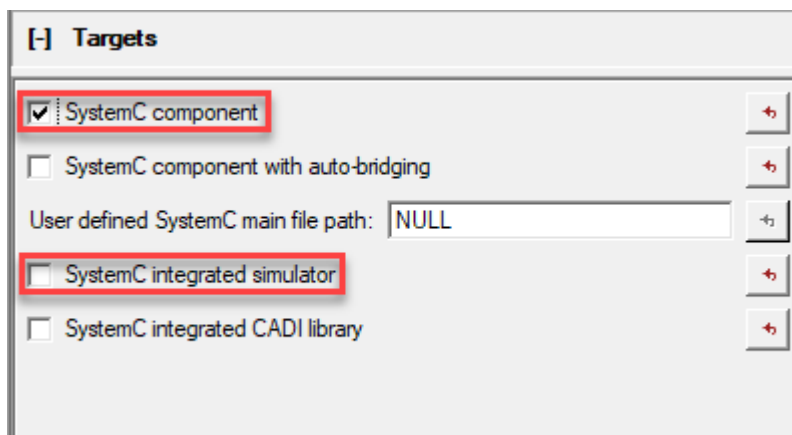 [-] Targets
SystemC component
SystemC component with auto-bridging
User defined SystemC main file path: NULL
SystemC integrated simulator
SystemC integrated CADI library